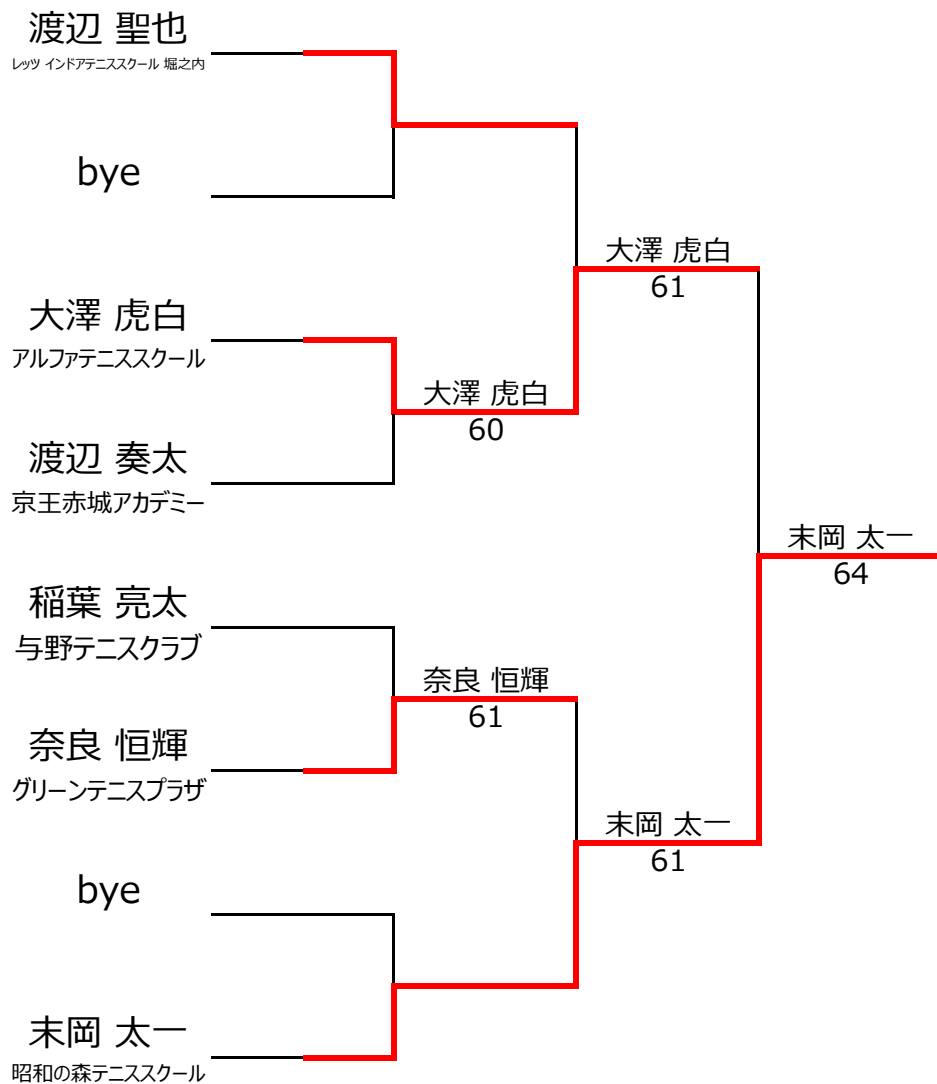 渡辺 聖也
レッツ インドアテニススクール 堀之内
bye
大澤 虎白
61
大澤 虎白
アルファテニススクール
大澤 虎白
60
渡辺 奏太
京王赤城アカデミー
末岡 太一
64
稲葉 亮太
与野テニスクラブ
奈良 恒輝
61
奈良 恒輝
グリーンテニスプラザ
末岡 太一
61
bye
末岡 太一
昭和の森テニススクール